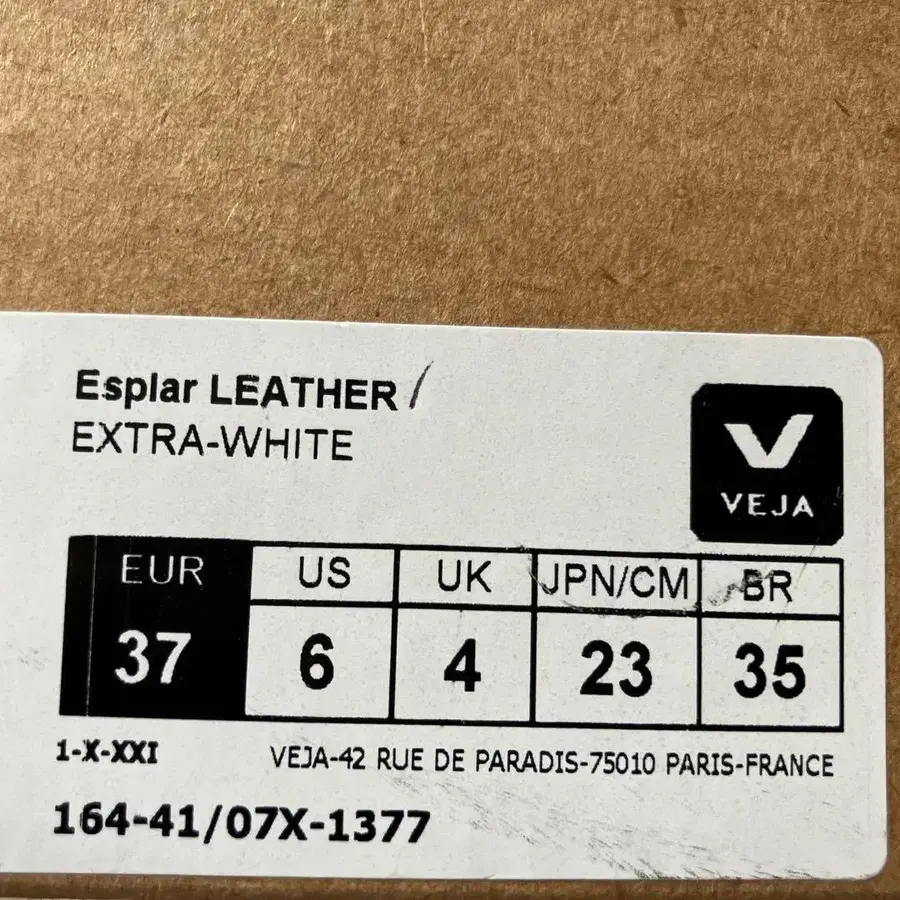 Esplar LEATHER
EXTRA-WHITE
V
VEJA
EUR US UK JPN/CM BR
37 6 4 23 35
1-X-XXI VEJA-42 RUE DE PARADIS-75010 PARIS-FRANCE
164-41/07X-1377